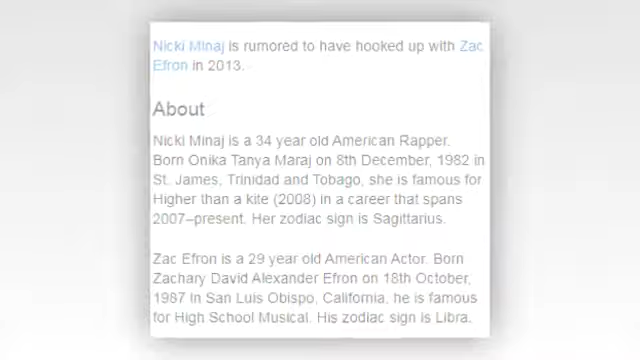 Nicki Minaj is rumored to have hooked up with Zac
Efron in 2013.
About
Nicki Minaj is a 34 year old American Rapper.
Born Onika Tanya Maraj on 8th December, 1982 in
St. James, Trinidad and Tobago, she is famous for
Higher than a kite (2008) in a career that spans
2007–present. Her zodiac sign is Sagittarius.
Zac Efron is a 29 year old American Actor. Born
Zachary David Alexander Efron on 18th October,
1987 in San Luis Obispo, California, he is famous
for High School Musical. His zodiac sign is Libra.